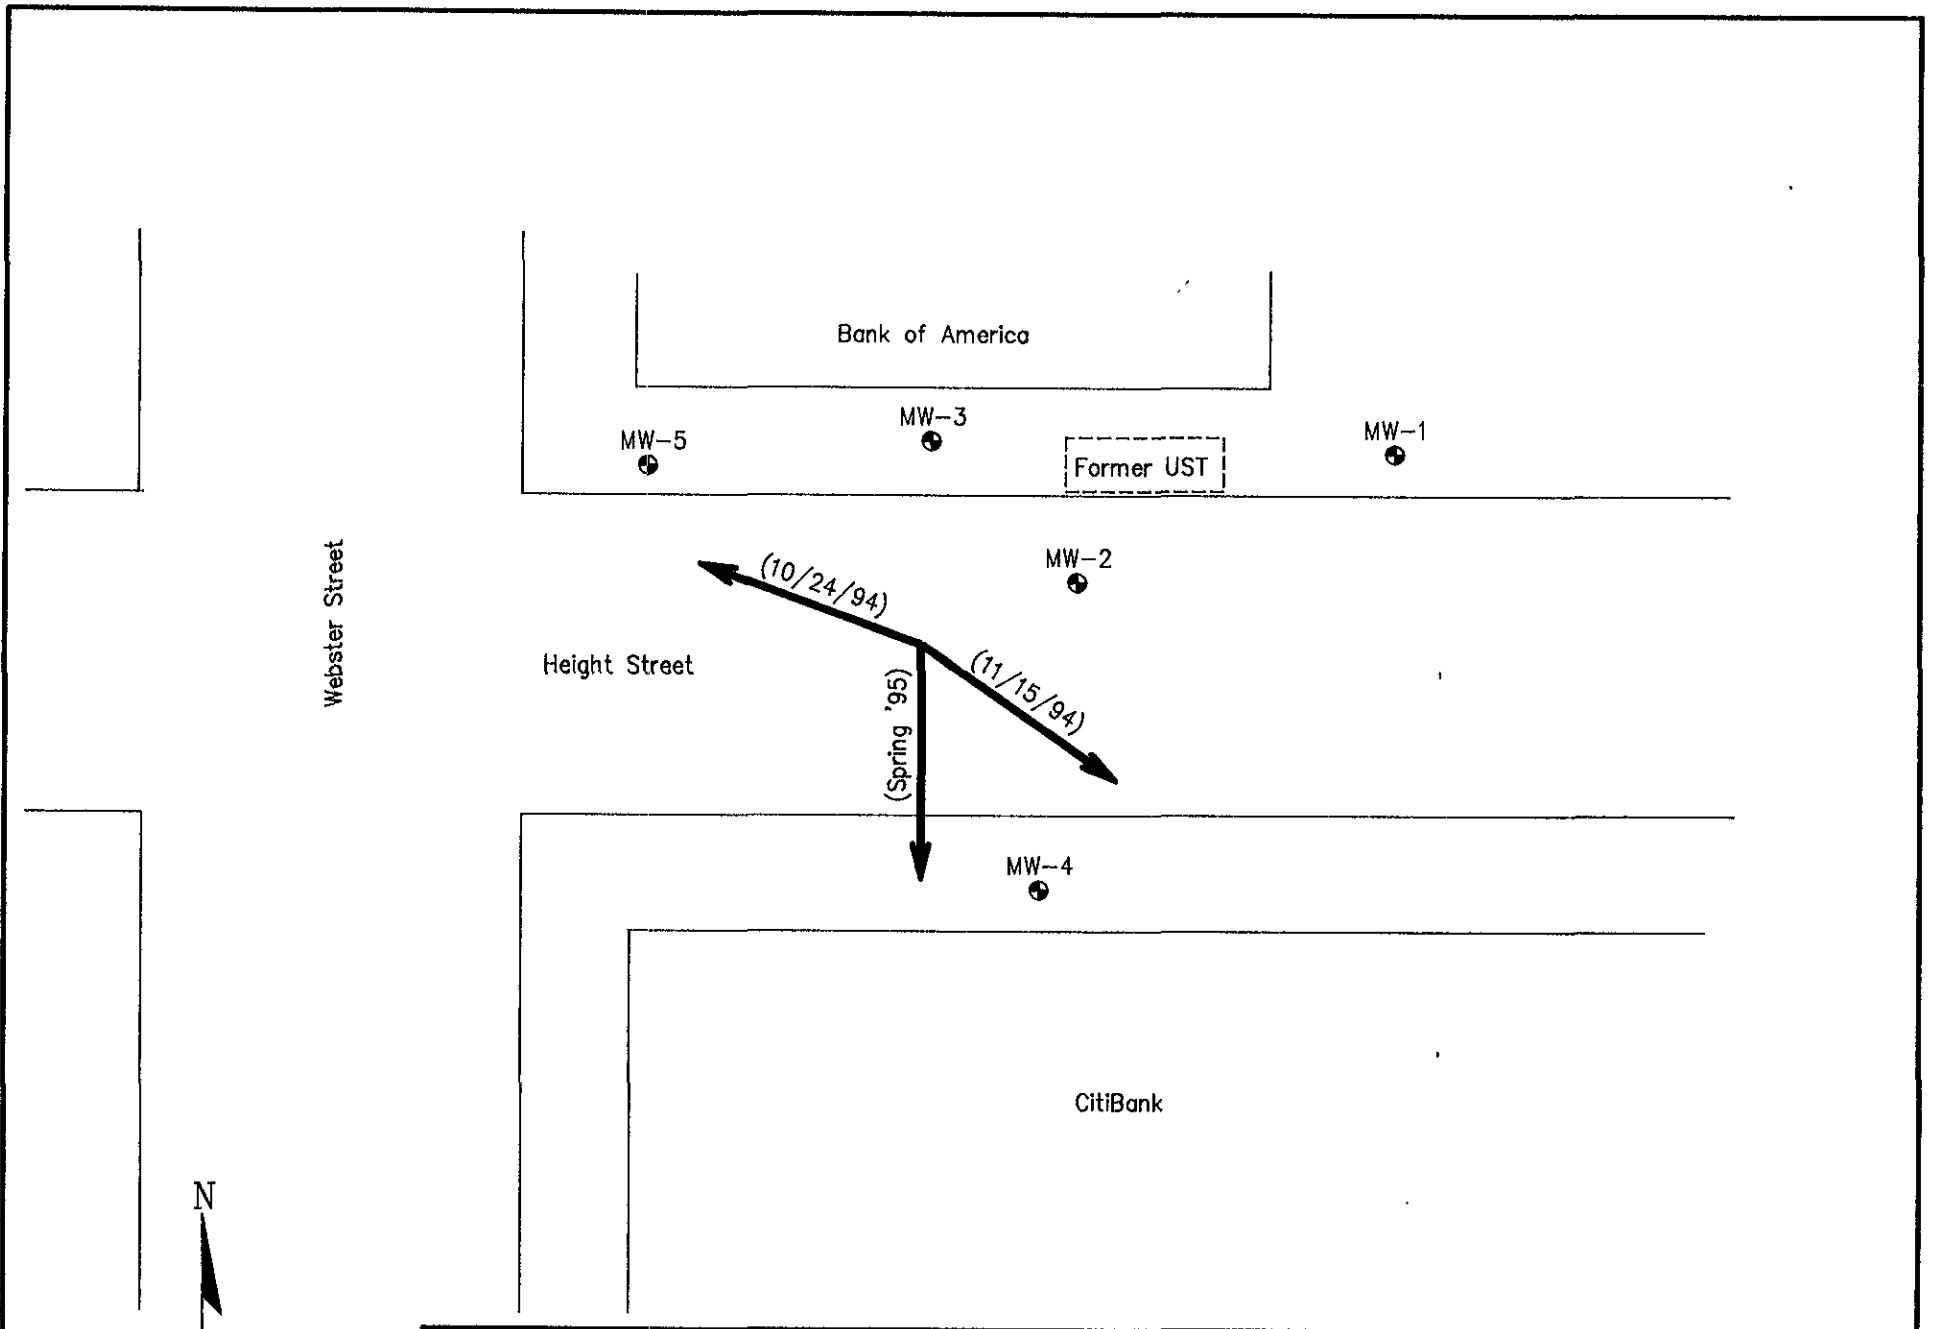 Bank of America
MW-3
MW-5
MW-1
Former UST
MW-2
(10/24/94)
Webster Street
Height Street
(11/15/94)
(Spring '95)
MW-4
CitiBank
N